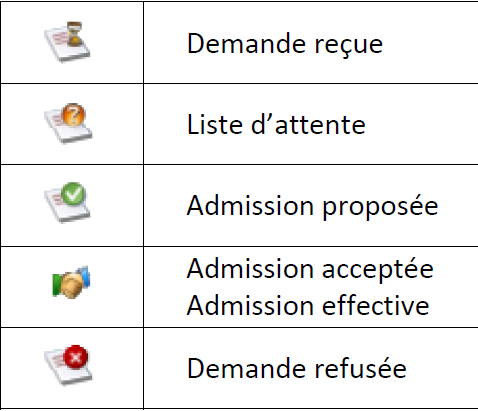 Demande reçue
Liste d’attente
Admission proposée
Admission acceptée
Admission effective
Demande refusée